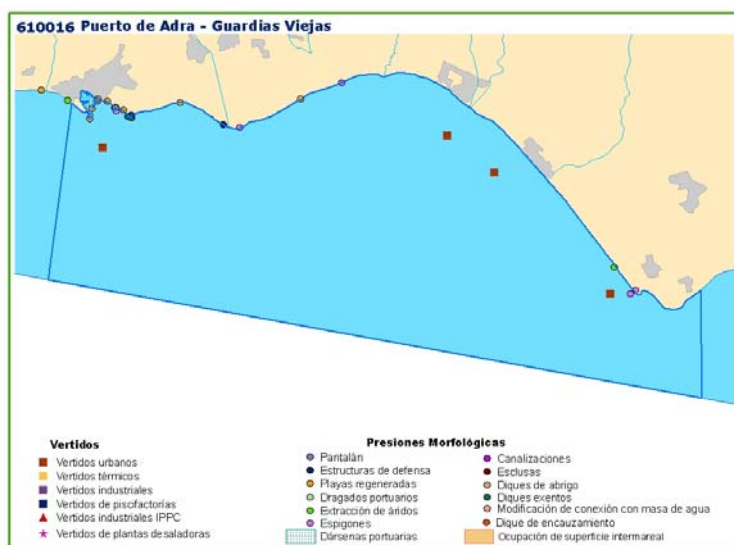 610016 Puerto de Adra - Guardias Viejas
Vertidos
Vertidos urbanos
Vertidos térmicos
Vertidos industriales
Vertidos de piscifactorías
Vertidos industriales IPPC
Vertidos de plantas desaladoras
Presiones Morfológicas
Pantalán
Estructuras de defensa
Playas regeneradas
Dragados portuarios
Extracción de áridos
Espigones
Dársenas portuarias
Canalizaciones
Esclusas
Diques de abrigo
Diques exentos
Modificación de conexión con masa de agua
Dique de encauzamiento
Ocupación de superficie intermareal